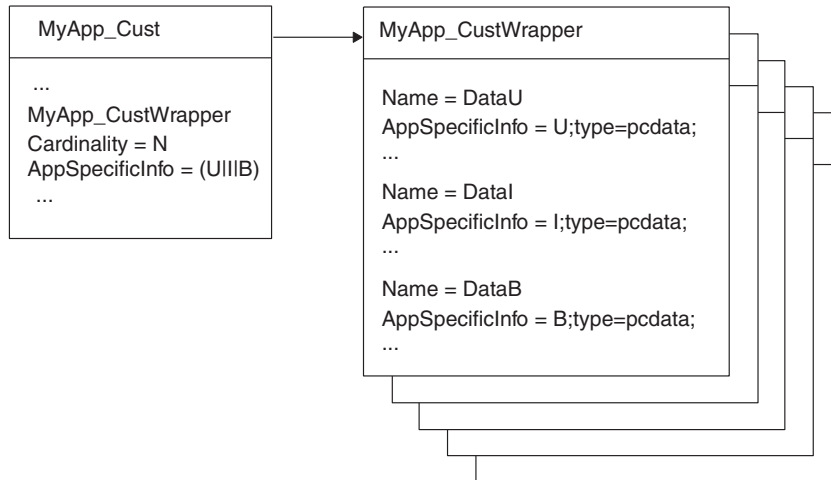 MyApp_Cust
...
MyApp_CustWrapper
Cardinality = N
AppSpecificInfo = (U|I|B)
...
MyApp_CustWrapper
Name = DataU
AppSpecificInfo = U;type=pcdata;
...
Name = DataI
AppSpecificInfo = I;type=pcdata;
...
Name = DataB
AppSpecificInfo = B;type=pcdata;
...